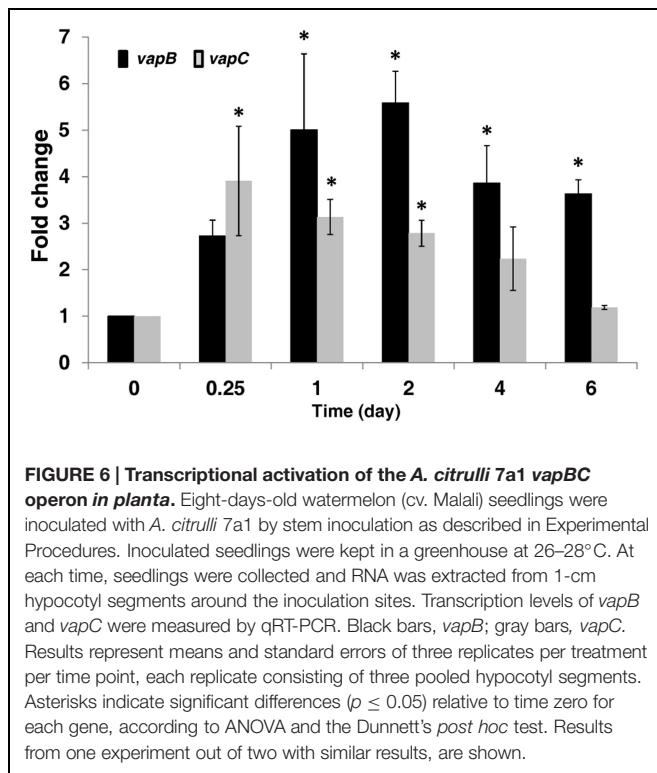 7
6
5
4
3
2
1
0
Fold change
vapB vapC
* * * * * * *
0 0.25 1 2 4 6
Time (day)
FIGURE 6 | Transcriptional activation of the A. citrulli 7a1 vapBC
operon in planta. Eight-days-old watermelon (cv. Malali) seedlings were
inoculated with A. citrulli 7a1 by stem inoculation as described in Experimental
Procedures. Inoculated seedlings were kept in a greenhouse at 26–28°C. At
each time, seedlings were collected and RNA was extracted from 1-cm
hypocotyl segments around the inoculation sites. Transcription levels of vapB
and vapC were measured by qRT-PCR. Black bars, vapB; gray bars, vapC.
Results represent means and standard errors of three replicates per treatment
per time point, each replicate consisting of three pooled hypocotyl segments.
Asterisks indicate significant differences (p ≤ 0.05) relative to time zero for
each gene, according to ANOVA and the Dunnett's post hoc test. Results
from one experiment out of two with similar results, are shown.